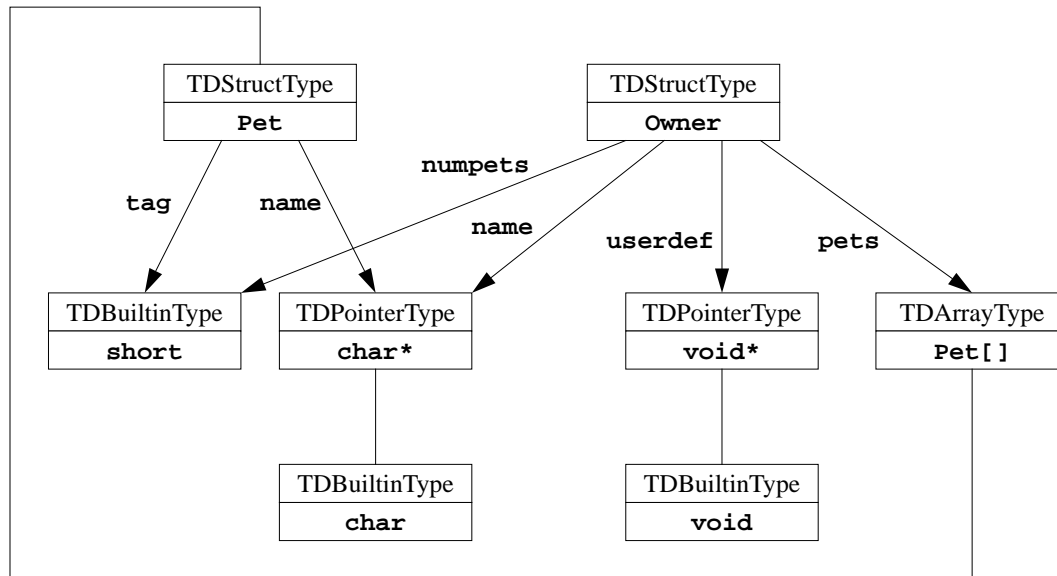 TDStructType
Pet
TDStructType
Owner
numpets
tag
name
name
userdef
pets
TDBuiltinType
short
TDPointerType
char*
TDPointerType
void*
TDArrayType
Pet[]
TDBuiltinType
char
TDBuiltinType
void